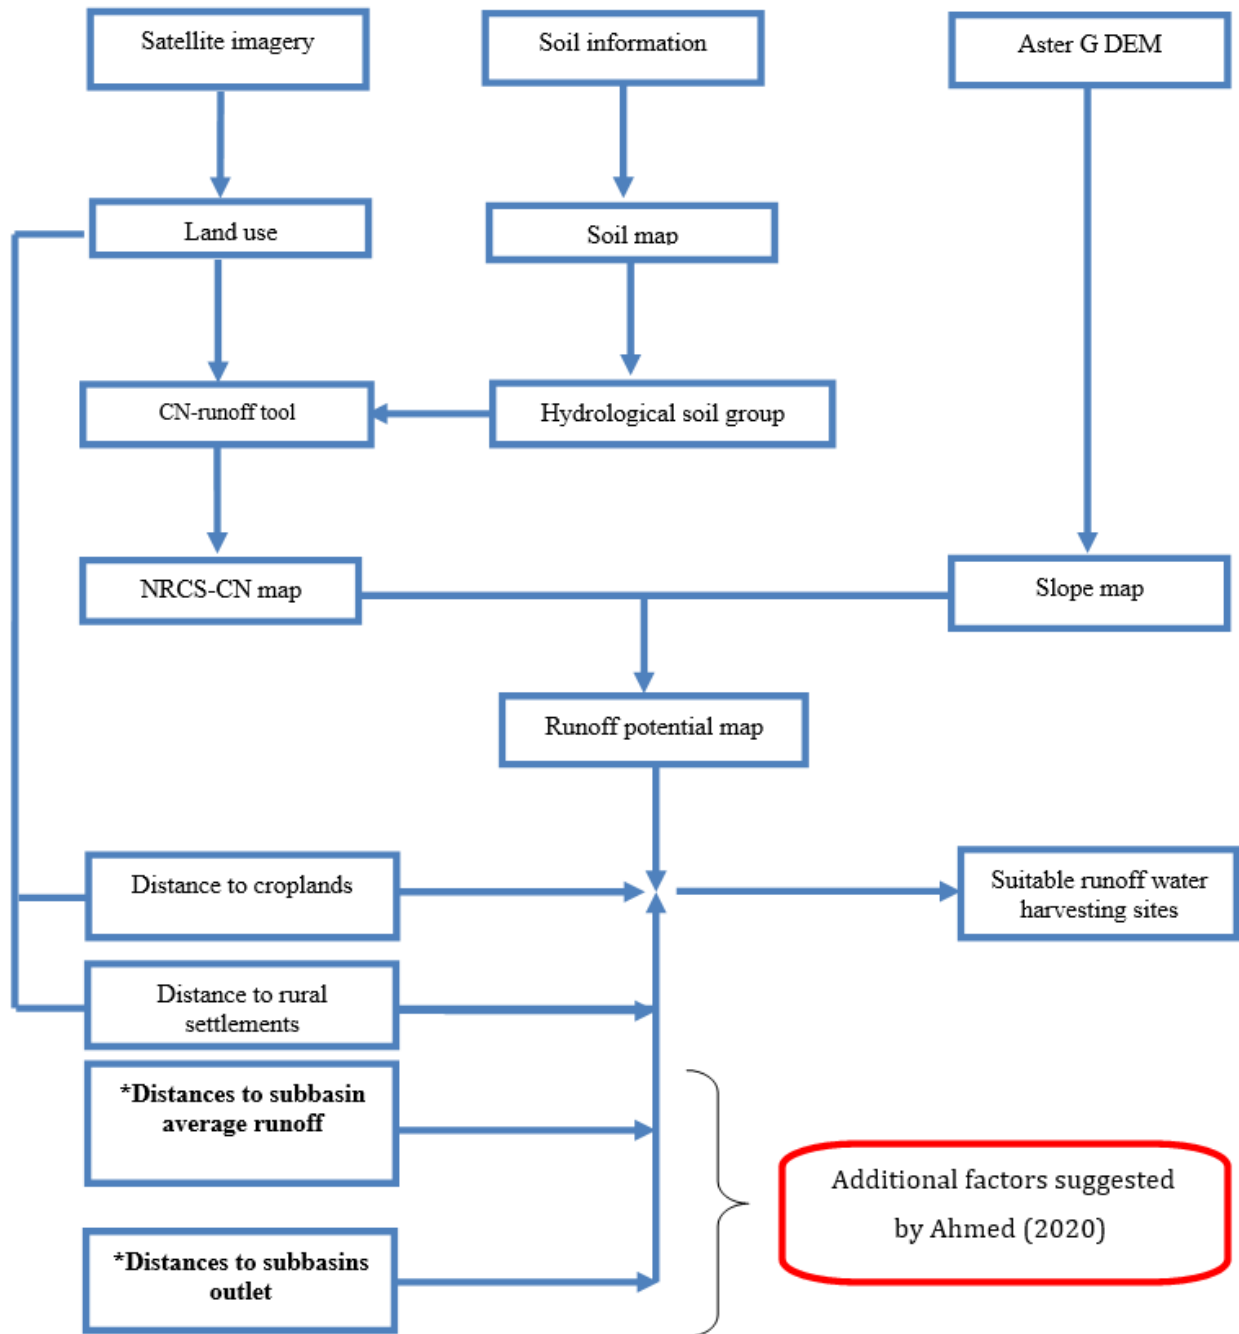 Satellite imagery
Soil information
Aster G DEM
Land use
Soil map
CN-runoff tool
Hydrological soil group
NRCS-CN map
Slope map
Runoff potential map
Distance to croplands
Suitable runoff water
harvesting sites
Distance to rural
settlements
*Distances to subbasin
average runoff
Additional factors suggested
by Ahmed (2020)
*Distances to subbasins
outlet